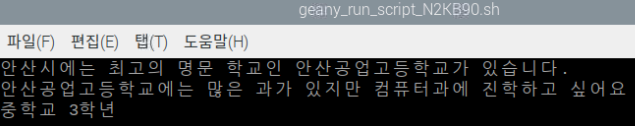 geany_run_script_N2KB90.sh
파일(F) 편집(E) 탭(T) 도움말(H)
안산시에는 최고의 명문 학교인 안산공업고등학교가 있습니다.
안산공업고등학교에는 많은 과가 있지만 컴퓨터과에 진학하고 싶어요
중학교 3학년